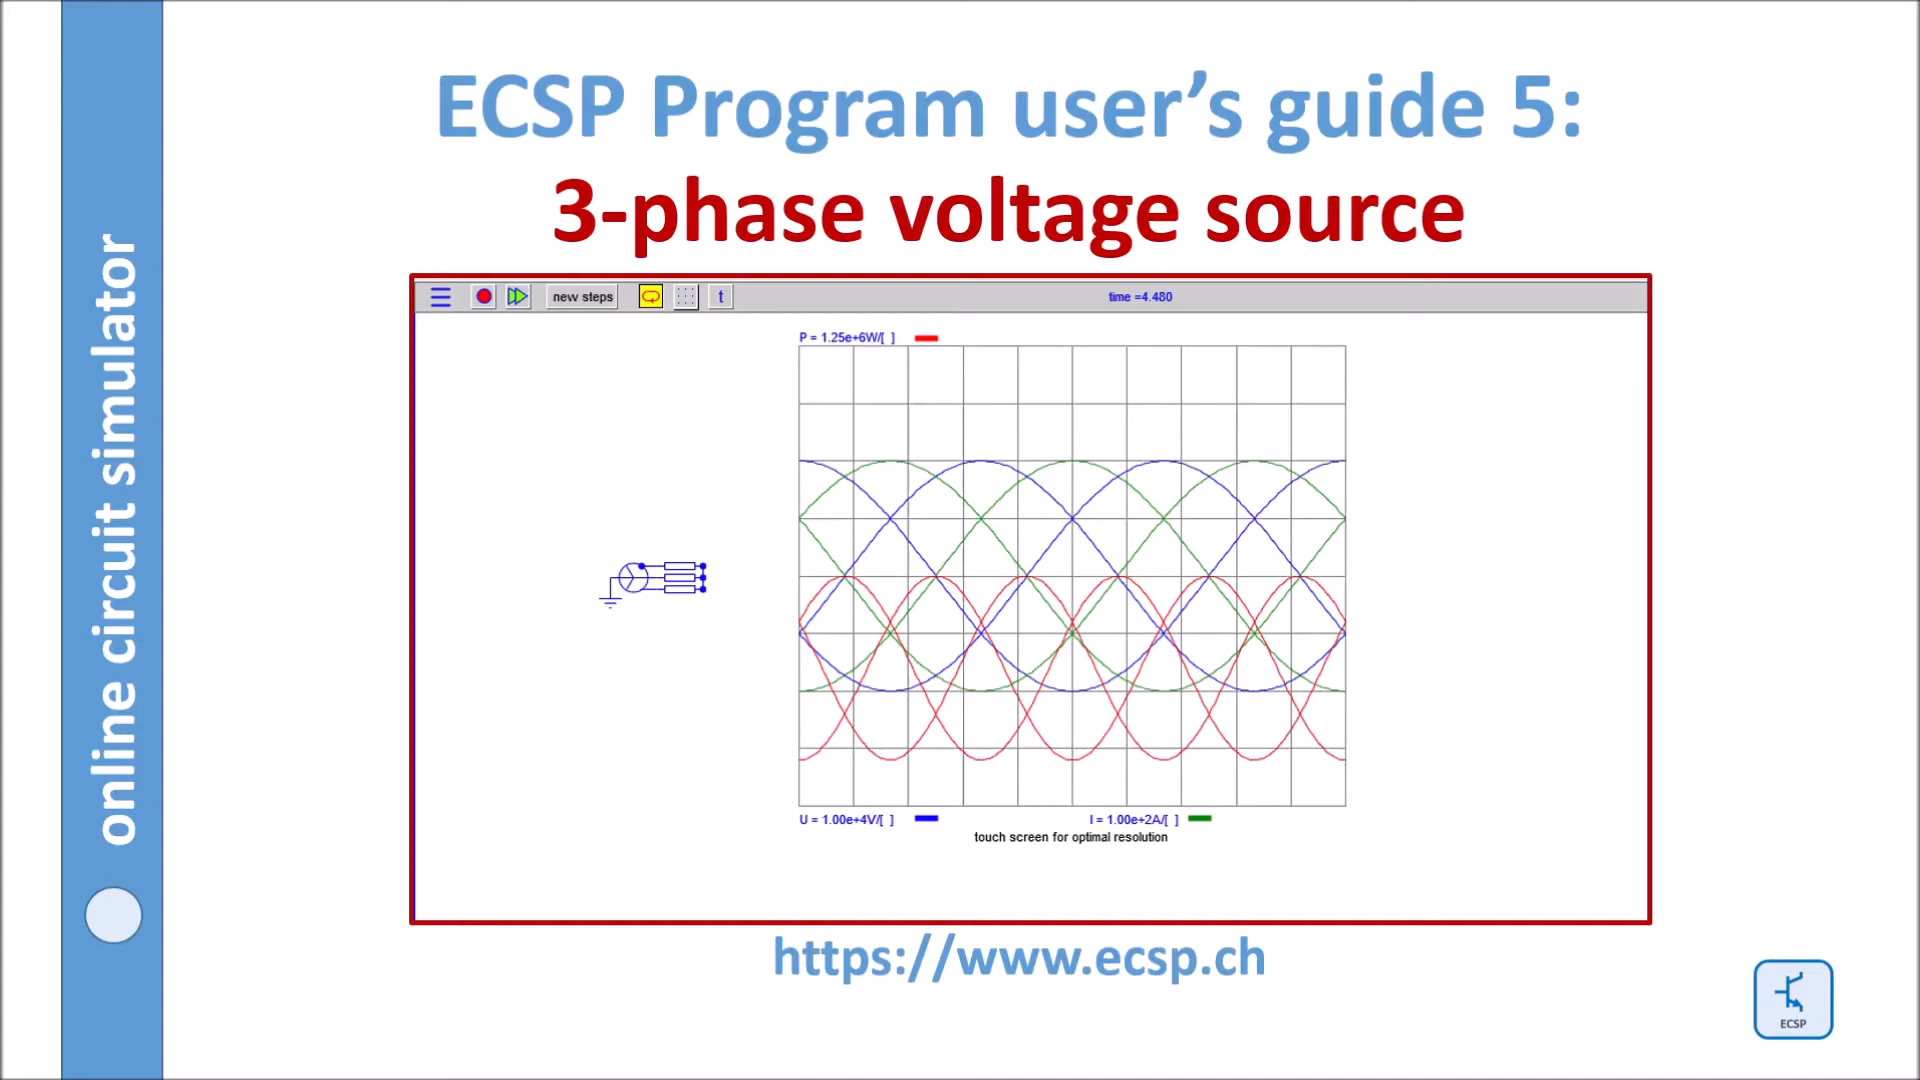 online circuit simulator
ECSP Program user’s guide 5:
3-phase voltage source
new steps
t
time =4.480
P = 1.25e+6W/[ ]
U = 1.00e+4V/[ ]
I = 1.00e+2A/[ ]
touch screen for optimal resolution
https://www.ecsp.ch
ECSP